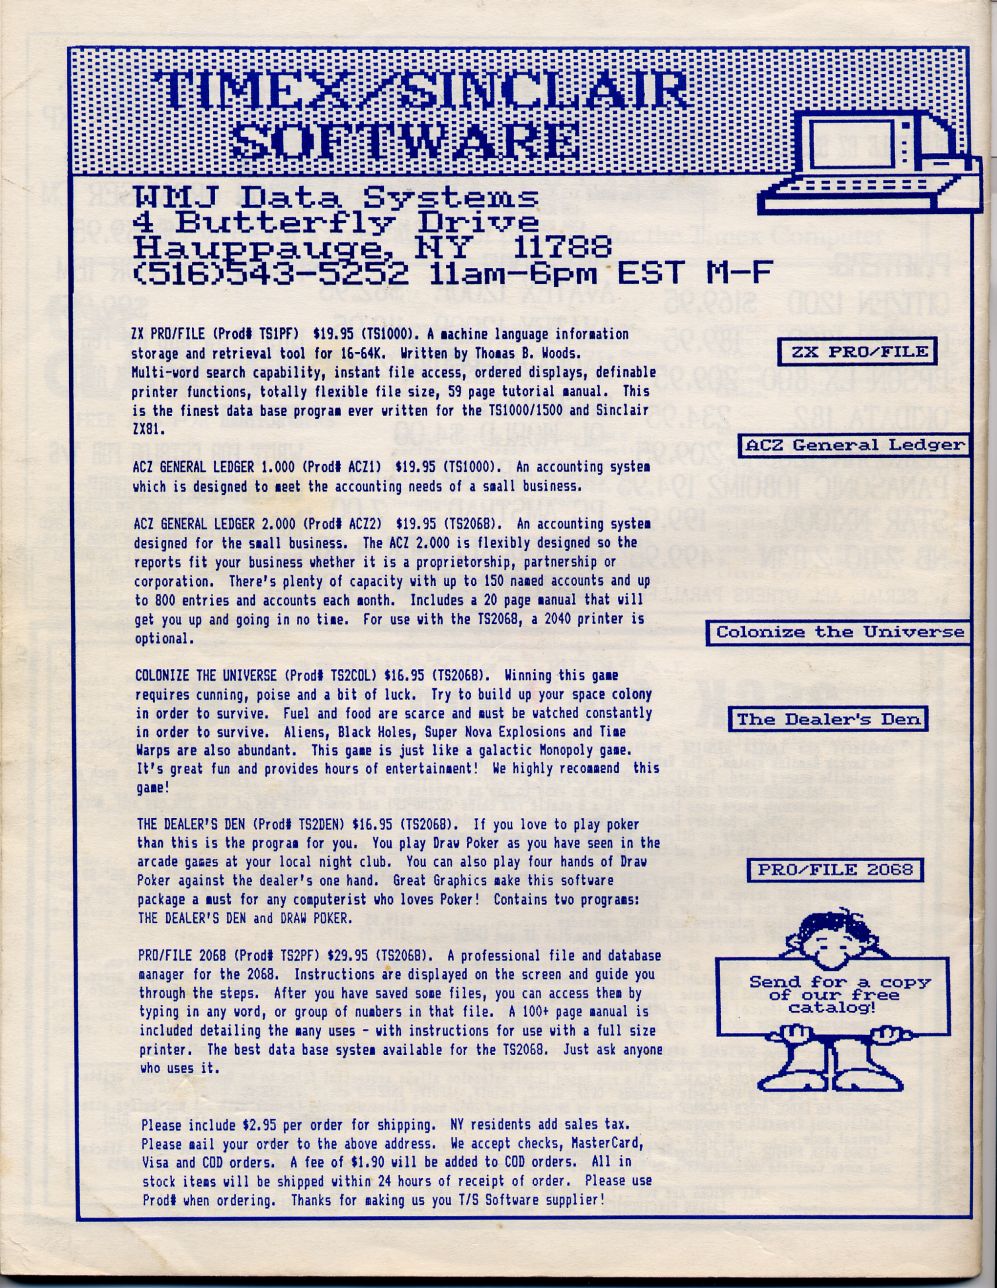 TIMEX/SINCLAIR
SOFTWARE
WMJ Data Systems
4 Butterfly Drive
Hauppauge, NY 11788
(516)543-5252 11am-6pm EST M-F
ZX PRO/FILE (Prod# TS1PF) $19.95 (TS1000). A machine language information
storage and retrieval tool for 16-64K. Written by Thomas B. Woods.
Multi-word search capability, instant file access, ordered displays, definable
printer functions, totally flexible file size, 59 page tutorial manual. This
is the finest data base program ever written for the TS1000/1500 and Sinclair
ZX81.
ZX PRO/FILE
ACZ General Ledger
ACZ GENERAL LEDGER 1.000 (Prod# ACZ1) $19.95 (TS1000). An accounting system
which is designed to meet the accounting needs of a small business.
ACZ GENERAL LEDGER 2.000 (Prod# ACZ2) $19.95 (TS2068). An accounting system
designed for the small business. The ACZ 2.000 is flexibly designed so the
reports fit your business whether it is a proprietorship, partnership or
corporation. There's plenty of capacity with up to 150 named accounts and up
to 800 entries and accounts each month. Includes a 20 page manual that will
get you up and going in no time. For use with the TS2068, a 2040 printer is
optional.
Colonize the Universe
COLONIZE THE UNIVERSE (Prod# TS2COL) $16.95 (TS2068). Winning this game
requires cunning, poise and a bit of luck. Try to build up your space colony
in order to survive. Fuel and food are scarce and must be watched constantly
in order to survive. Aliens, Black Holes, Super Nova Explosions and Time
Warps are also abundant. This game is just like a galactic Monopoly game.
It's great fun and provides hours of entertainment! We highly recommend this
game!
The Dealer's Den
THE DEALER'S DEN (Prod# TS2DEN) $16.95 (TS2068). If you love to play poker
than this is the program for you. You play Draw Poker as you have seen in the
arcade games at your local night club. You can also play four hands of Draw
Poker against the dealer's one hand. Great Graphics make this software
package a must for any computerist who loves Poker! Contains two programs:
THE DEALER'S DEN and DRAW POKER.
PRO/FILE 2068
PRO/FILE 2068 (Prod# TS2PF) $29.95 (TS2068). A professional file and database
manager for the 2068. Instructions are displayed on the screen and guide you
through the steps. After you have saved some files, you can access them by
typing in any word, or group of numbers in that file. A 100+ page manual is
included detailing the many uses - with instructions for use with a full size
printer. The best data base system available for the TS2068. Just ask anyone
who uses it.
Send for a copy
of our free
catalog!
Please include $2.95 per order for shipping. NY residents add sales tax.
Please mail your order to the above address. We accept checks, MasterCard,
Visa and COD orders. A fee of $1.90 will be added to COD orders. All in
stock items will be shipped within 24 hours of receipt of order. Please use
Prod# when ordering. Thanks for making us you T/S Software supplier!